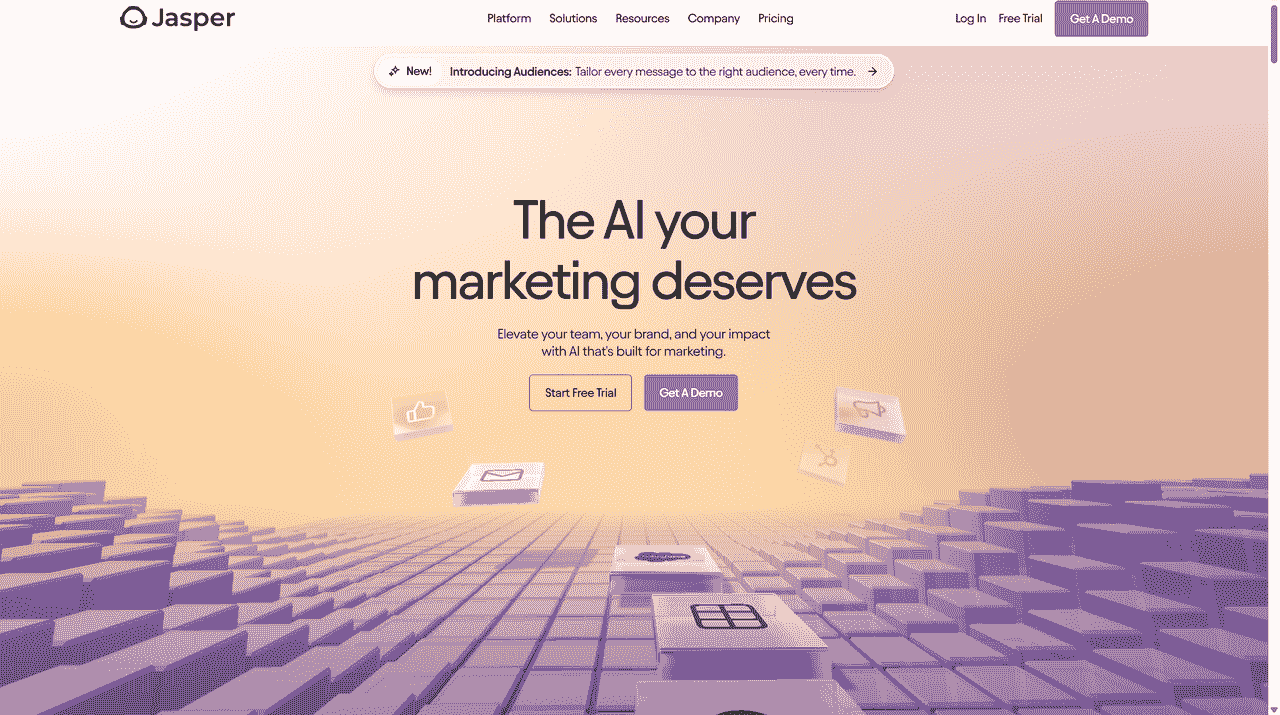 Jasper
Platform Solutions Resources Company Pricing
Log In Free Trial Get A Demo
New! Introducing Audiences: Tailor every message to the right audience, every time.
The AI your
marketing deserves
Elevate your team, your brand, and your impact
with AI that's built for marketing.
Start Free Trial Get A Demo